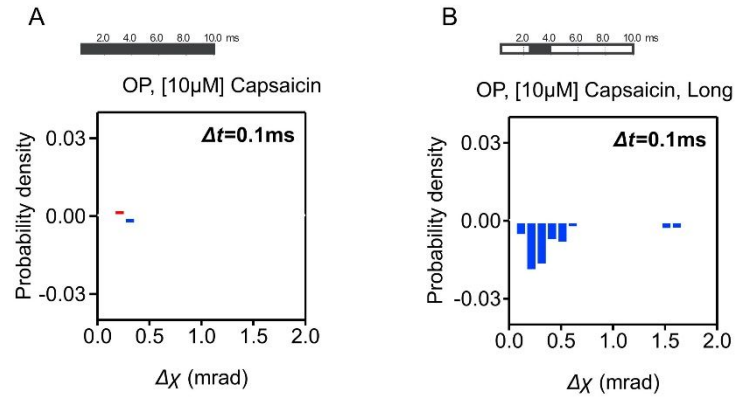 A
2.0 4.0 6.0 8.0 10.0 ms
OP, [10µM] Capsaicin
Δt=0.1ms
Probability density
0.03
0.00
-0.03
0.0 0.5 1.0 1.5 2.0
Δχ (mrad)
B
2.0 4.0 6.0 8.0 10.0 ms
OP, [10µM] Capsaicin, Long
Δt=0.1ms
Probability density
0.03
0.00
-0.03
0.0 0.5 1.0 1.5 2.0
Δχ (mrad)